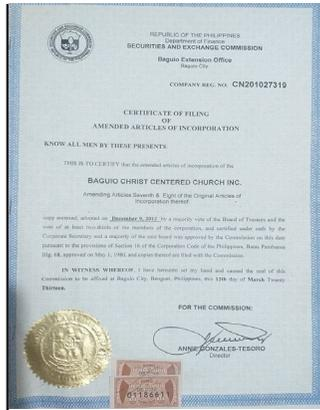 REPUBLIC OF THE PHILIPPINES
Department of Finance
SECURITIES AND EXCHANGE COMMISSION
Baguio Extension Office
Baguio City
COMPANY REG. NO. CN201027319
CERTIFICATE OF FILING
OF
AMENDED ARTICLES OF INCORPORATION
KNOW ALL MEN BY THESE PRESENTS:
THIS IS TO CERTIFY that the amended articles of incorporation of the
BAGUIO CHRIST CENTERED CHURCH INC.
Amending Articles Seventh & Eight of the Original Articles of
Incorporation thereof.
copy annexed, adopted on December 9, 2012 by a majority vote of the Board of Trustees and the
vote of at least two-thirds of the members of the corporation, and certified under oath by the
Corporate Secretary and a majority of the said board was approved by the Commission on this date
pursuant to the provisions of Section 16 of the Corporation Code of the Philippines, Batas Pambansa
Blg. 68, approved on May 1, 1980, and copies thereof are filed with the Commission.
IN WITNESS WHEREOF, I have hereunto set my hand and caused the seal of this
Commission to be affixed at Baguio City, Benguet, Philippines, this 13th day of March Twenty
Thirteen.
FOR THE COMMISSION:
ANNIE GONZALES-TESORO
Director
0118661